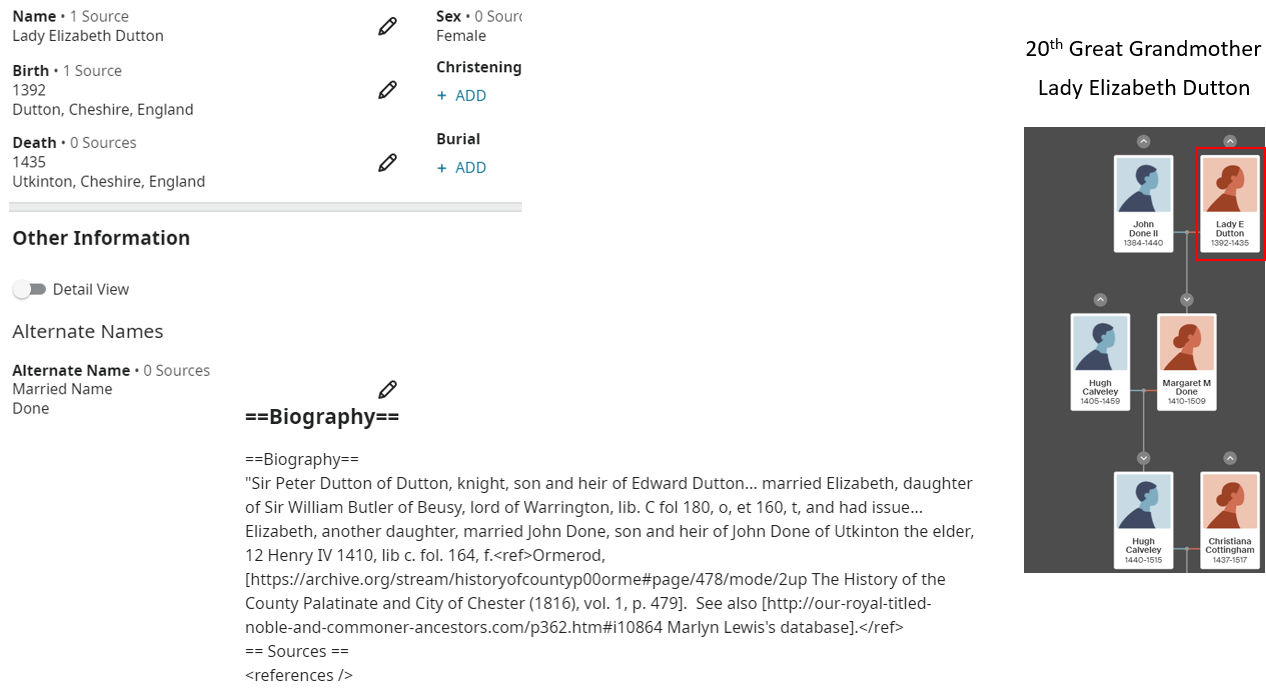 Name • 1 Source
Lady Elizabeth Dutton
Birth • 1 Source
1392
Dutton, Cheshire, England
Death • 0 Sources
1435
Utkinton, Cheshire, England
Sex • 0 Sourc
Female
Christening
+ ADD
Burial
+ ADD
Other Information
Detail View
Alternate Names
Alternate Name • 0 Sources
Married Name
Done
==Biography==
==Biography==
"Sir Peter Dutton of Dutton, knight, son and heir of Edward Dutton... married Elizabeth, daughter
of Sir William Butler of Beusy, lord of Warrington, lib. C fol 180, o, et 160, t, and had issue...
Elizabeth, another daughter, married John Done, son and heir of John Done of Utkinton the elder,
12 Henry IV 1410, lib c. fol. 164, f.<ref>Ormerod,
[https://archive.org/stream/historyofcountyp00orme#page/478/mode/2up The History of the
County Palatinate and City of Chester (1816), vol. 1, p. 479].  See also [http://our-royal-titled-
noble-and-commoner-ancestors.com/p362.htm#i10864 Marlyn Lewis's database].</ref>
== Sources ==
<references />
20th Great Grandmother
Lady Elizabeth Dutton
John
Done II
1384-1440
Lady E
Dutton
1392-1435
Hugh
Calveley
1405-1459
Margaret M
Done
1410-1509
Hugh
Calveley
1440-1515
Christiana
Cottingham
1437-1517